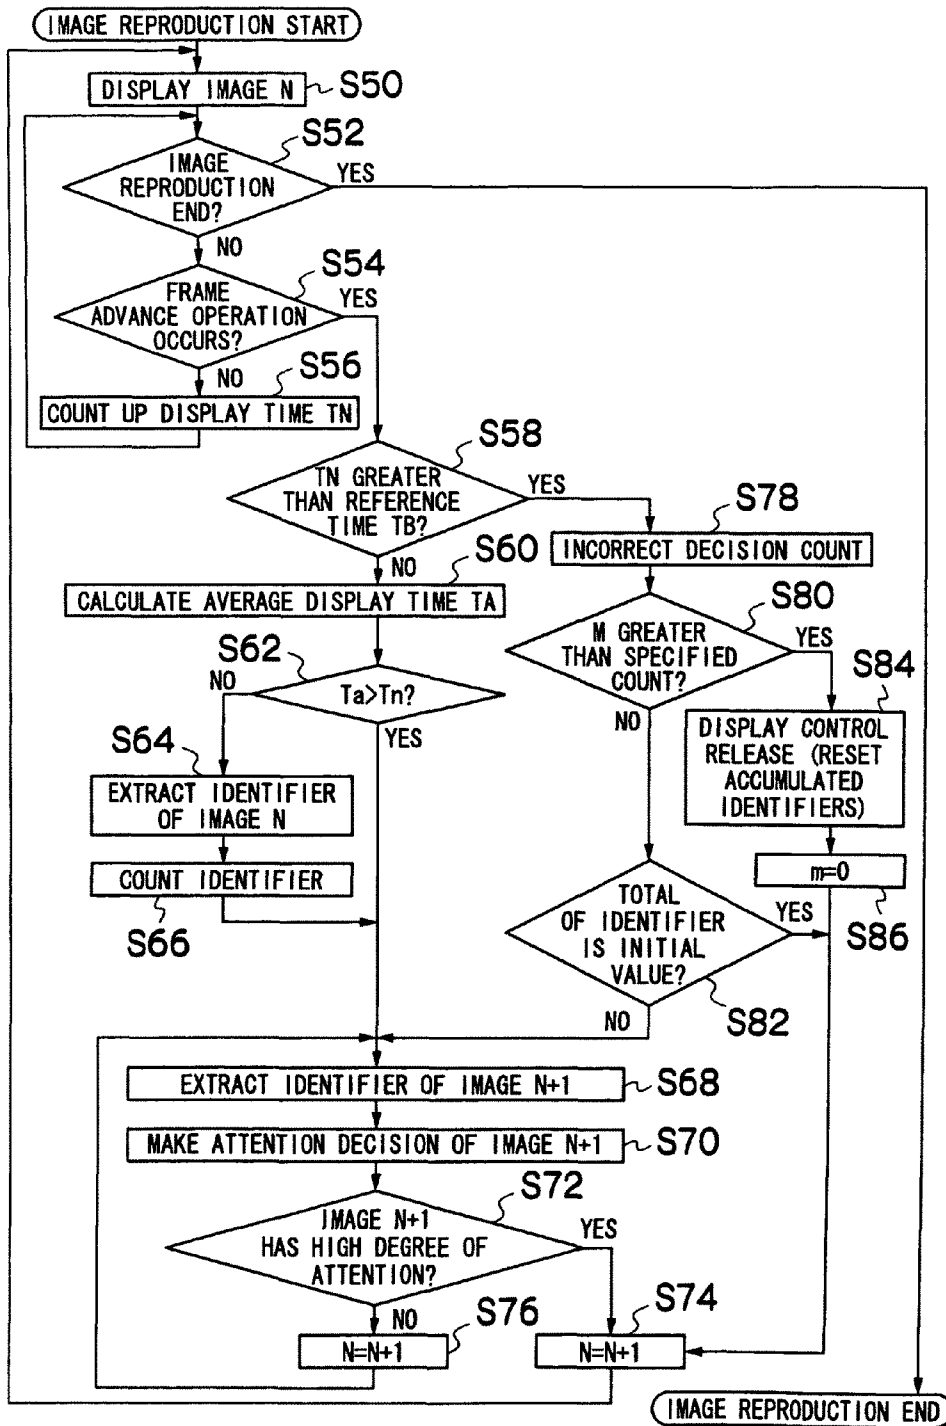 IMAGE REPRODUCTION START
DISPLAY IMAGE N
S50
S52
IMAGE
REPRODUCTION
END?
YES
NO
S54
FRAME
ADVANCE OPERATION
OCCURS?
YES
NO
S56
COUNT UP DISPLAY TIME TN
S58
TN GREATER
THAN REFERENCE
TIME TB?
YES
NO
S78
INCORRECT DECISION COUNT
S60
CALCULATE AVERAGE DISPLAY TIME TA
S80
M GREATER
THAN SPECIFIED
COUNT?
YES
NO
S62
Ta>Tn?
NO
YES
S84
DISPLAY CONTROL
RELEASE (RESET
ACCUMULATED
IDENTIFIERS)
S64
EXTRACT IDENTIFIER
OF IMAGE N
COUNT IDENTIFIER
S66
m=0
S86
TOTAL
OF IDENTIFIER
IS INITIAL
VALUE?
YES
NO
S82
EXTRACT IDENTIFIER OF IMAGE N+1
S68
MAKE ATTENTION DECISION OF IMAGE N+1
S70
S72
IMAGE N+1
HAS HIGH DEGREE OF
ATTENTION?
YES
NO
S76
N=N+1
S74
N=N+1
IMAGE REPRODUCTION END